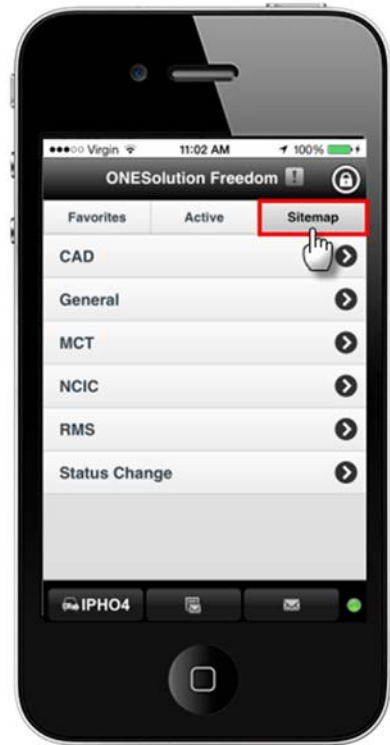 ●●●○○ Virgin 11:02 AM 100%
ONESolution Freedom !
Favorites Active Sitemap
CAD
General
MCT
NCIC
RMS
Status Change
IPHO4